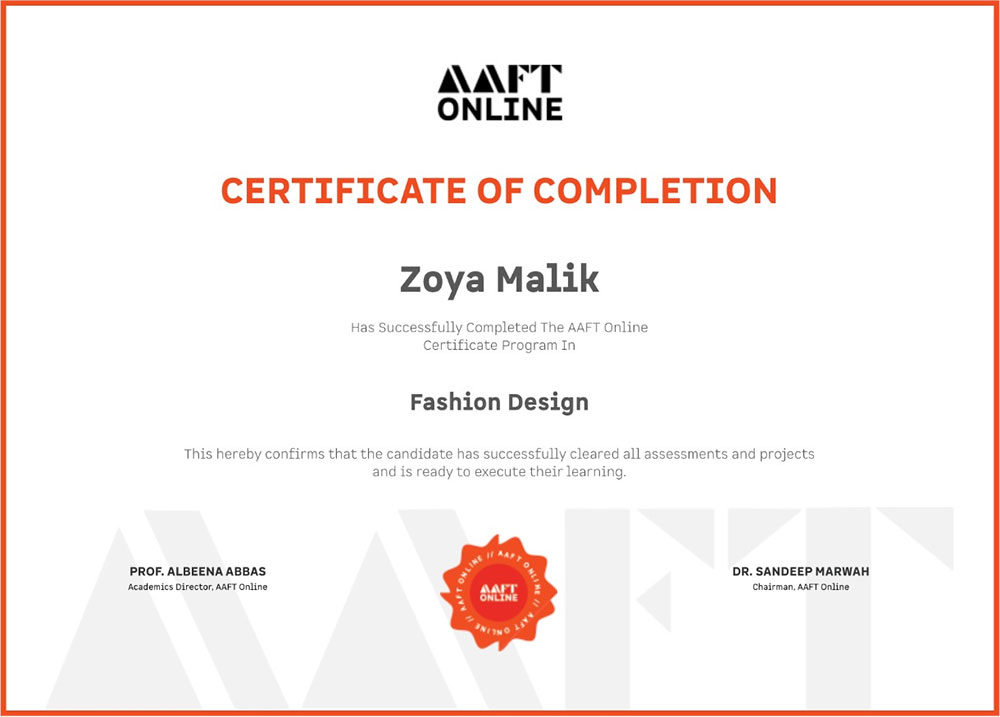 AAFT
ONLINE
CERTIFICATE OF COMPLETION
Zoya Malik
Has Successfully Completed The AAFT Online
Certificate Program In
Fashion Design
This hereby confirms that the candidate has successfully cleared all assessments and projects
and is ready to execute their learning.
AAFT
PROF. ALBEENA ABBAS
Academics Director, AAFT Online
AAFT ONLINE // AAFT ONLINE // AAFT ONLINE //
AAFT
ONLINE
DR. SANDEEP MARWAH
Chairman, AAFT Online